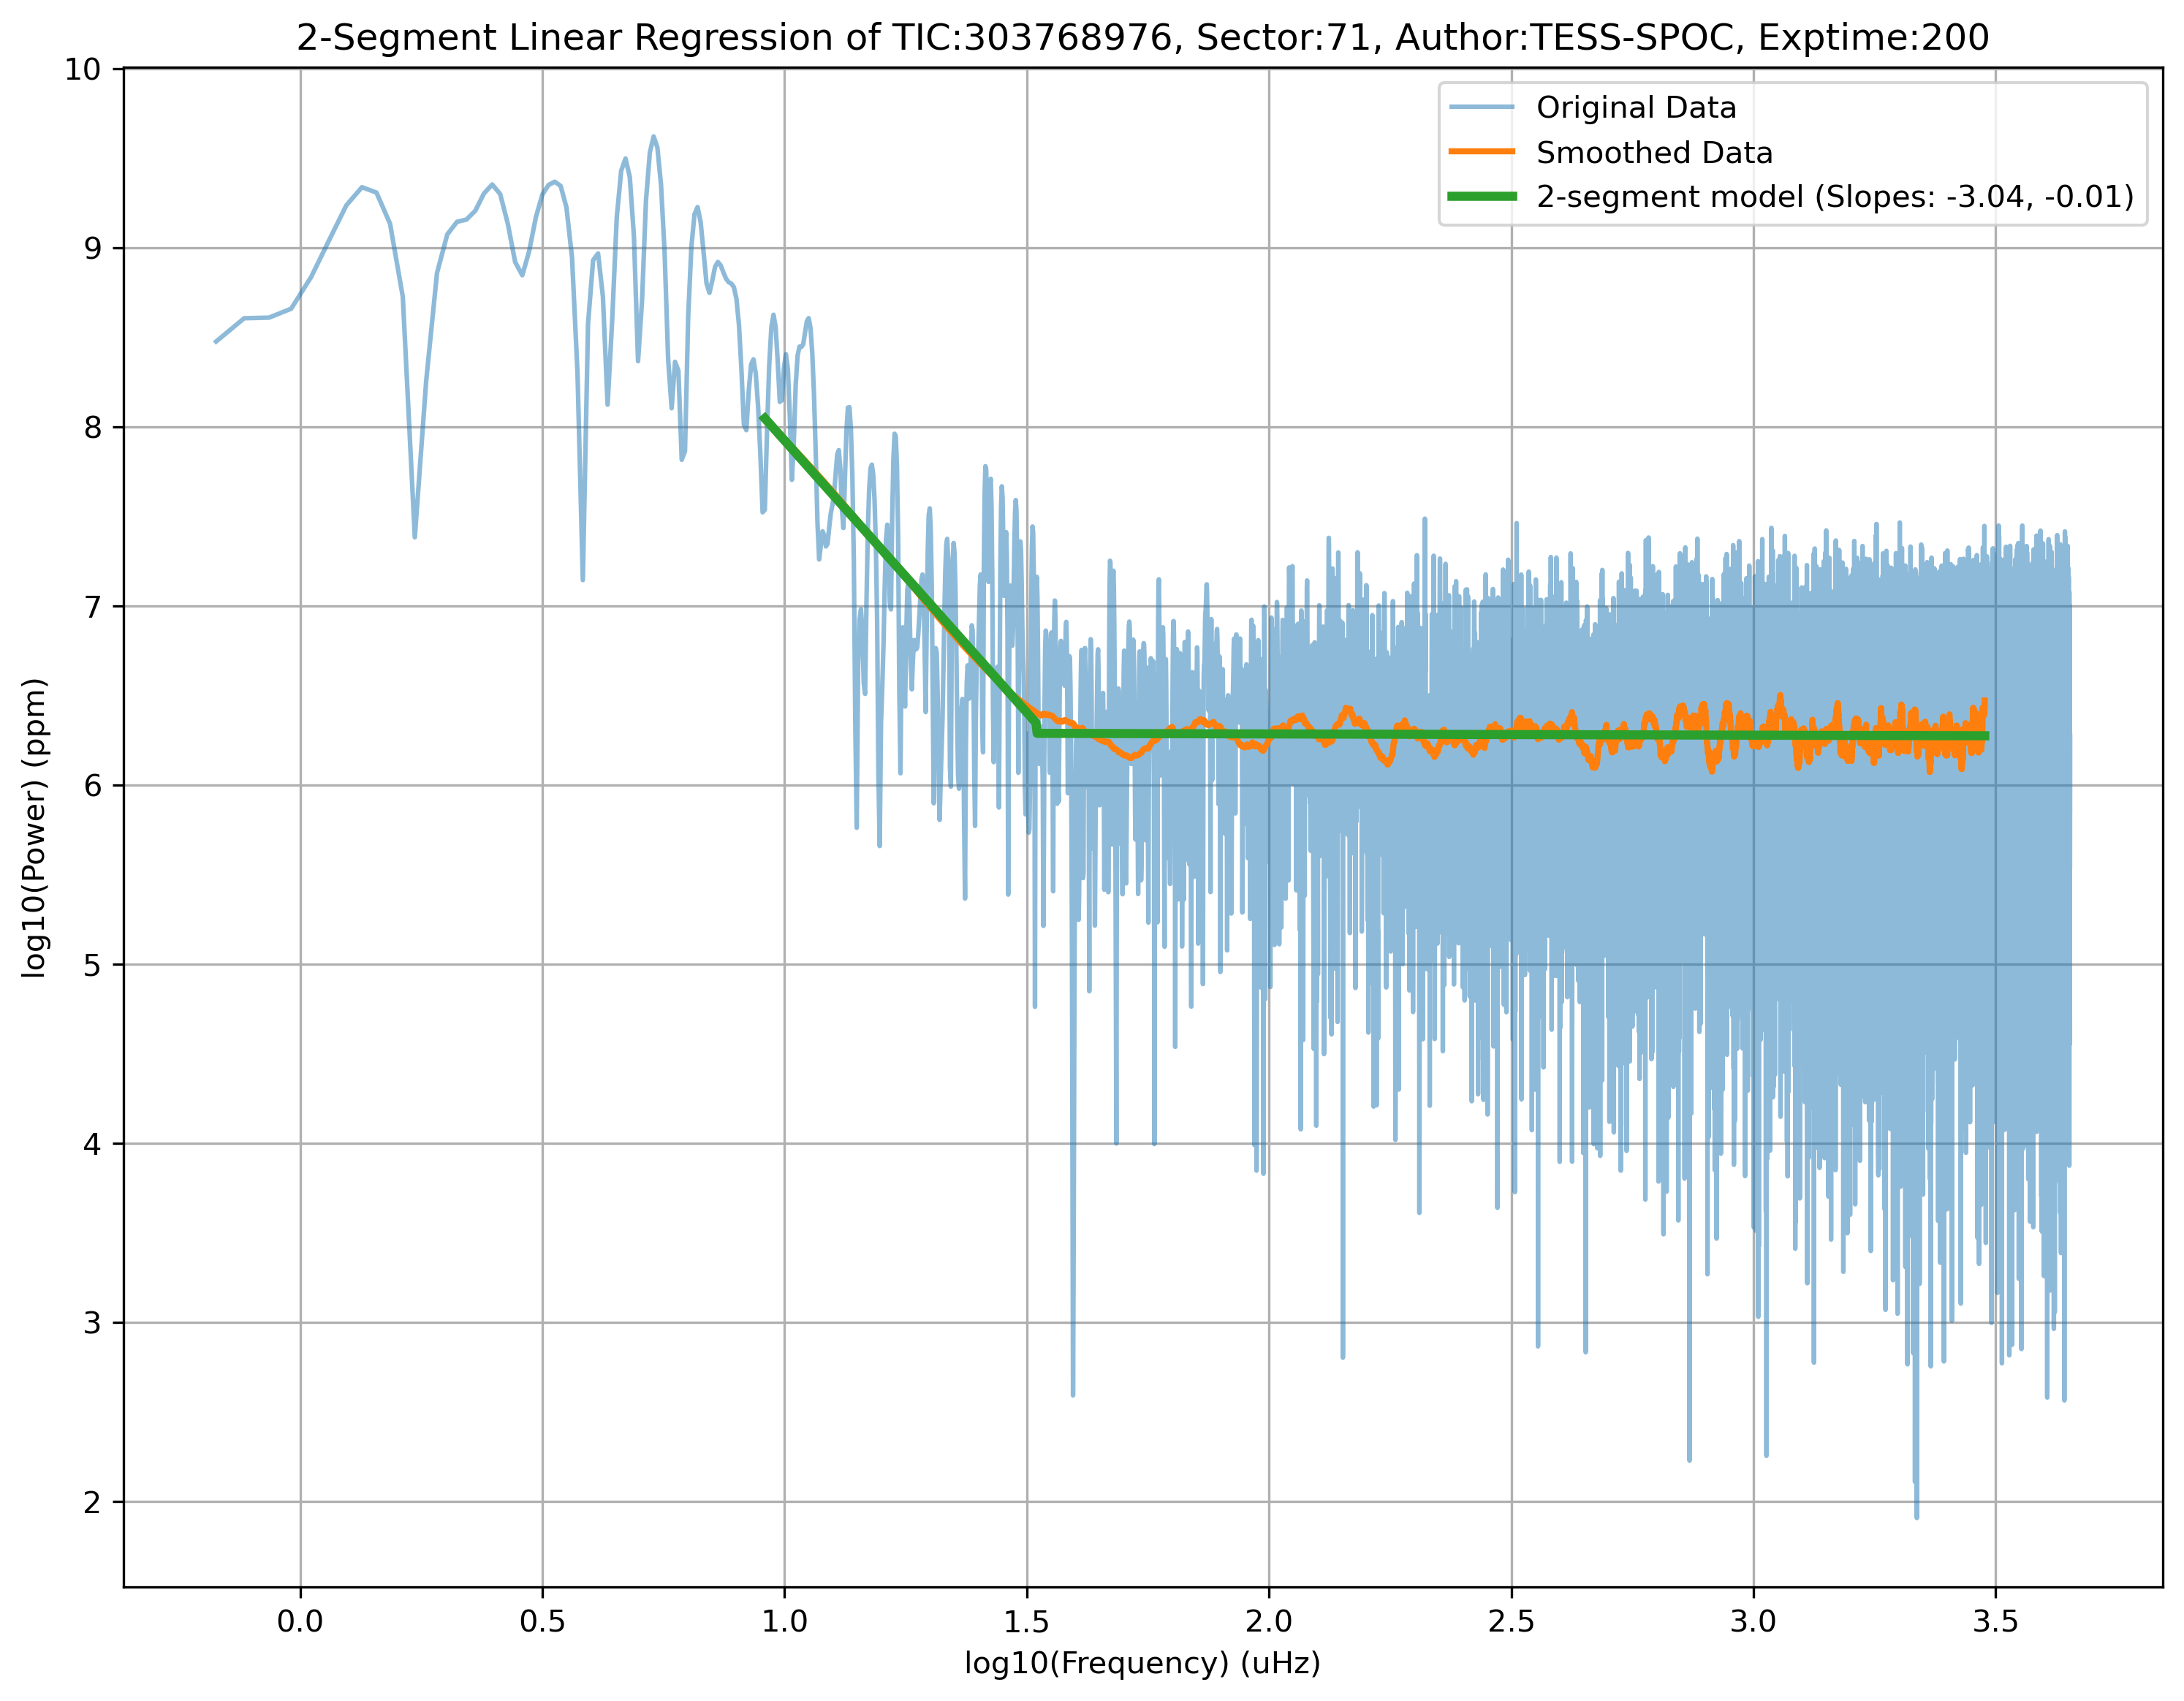 2-Segment Linear Regression of TIC:303768976, Sector:71, Author:TESS-SPOC, Exptime:200
Original Data
Smoothed Data
2-segment model (Slopes: -3.04, -0.01)
log10(Power) (ppm)
10
9
8
7
6
5
4
3
2
0.0 0.5 1.0 1.5 2.0 2.5 3.0 3.5
log10(Frequency) (uHz)